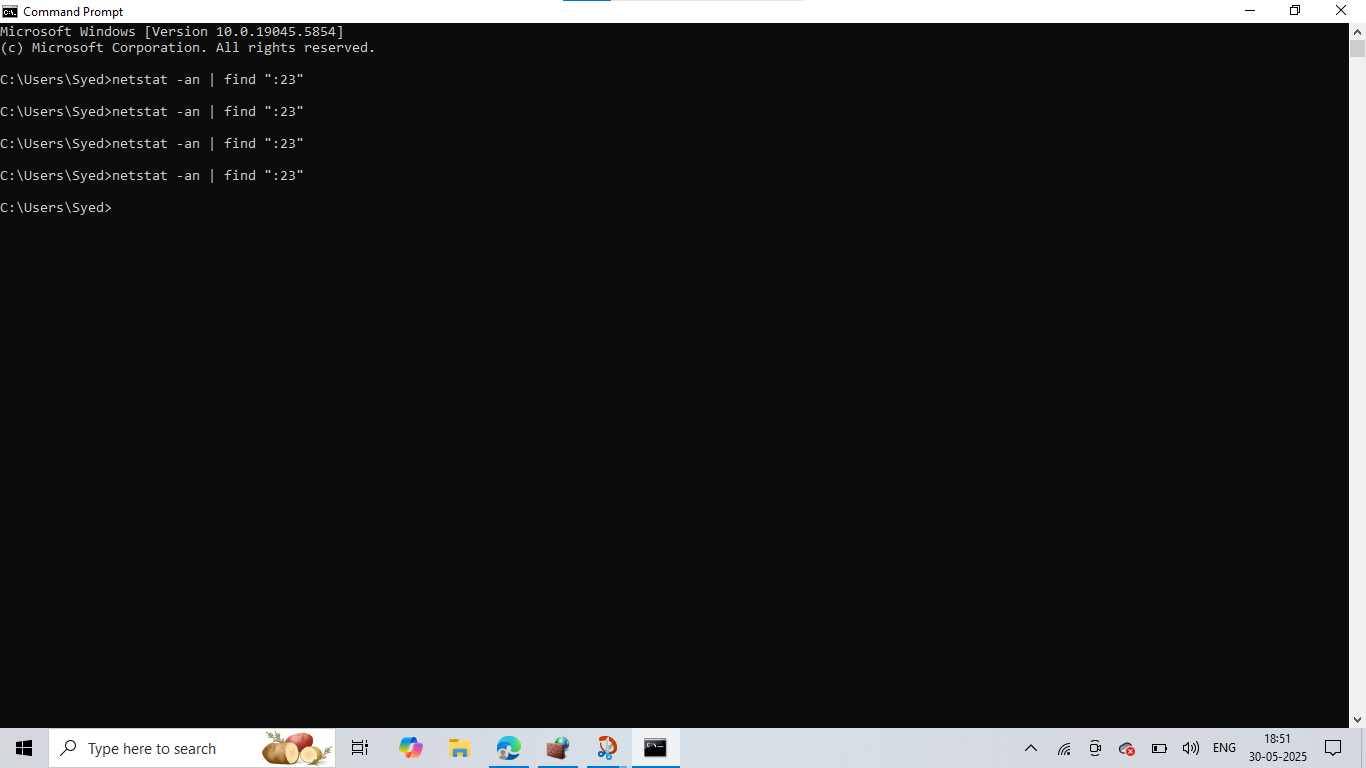 Command Prompt
Microsoft Windows [Version 10.0.19045.5854]
(c) Microsoft Corporation. All rights reserved.
C:\Users\Syed>netstat -an | find ":23"
C:\Users\Syed>netstat -an | find ":23"
C:\Users\Syed>netstat -an | find ":23"
C:\Users\Syed>netstat -an | find ":23"
C:\Users\Syed>
Type here to search
ENG
18:51
30-05-2025